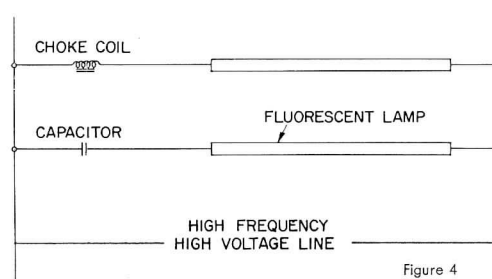 CHOKE COIL
CAPACITOR
FLUORESCENT LAMP
HIGH FREQUENCY
HIGH VOLTAGE LINE
Figure 4